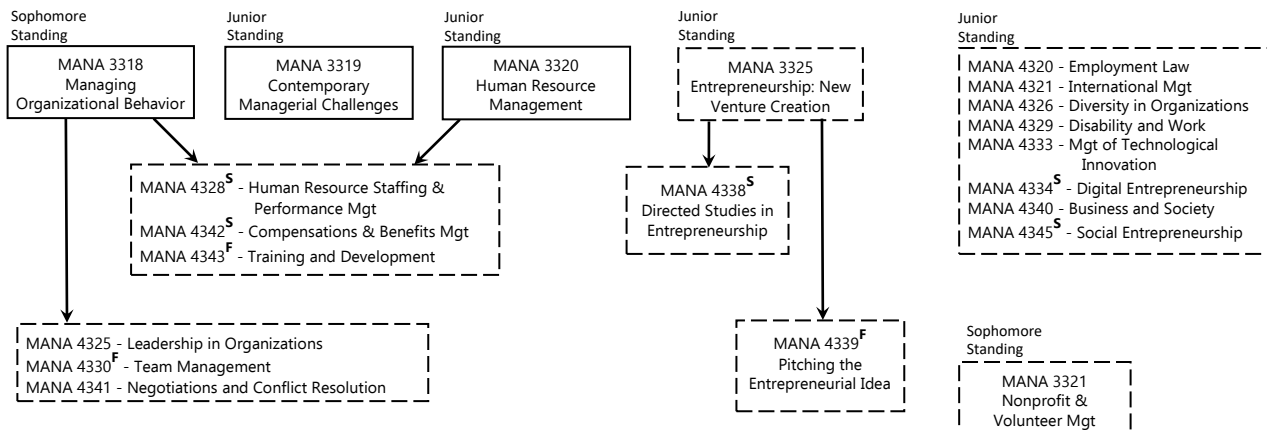 Sophomore
Standing
MANA 3318
Managing
Organizational Behavior
Junior
Standing
MANA 3319
Contemporary
Managerial Challenges
Junior
Standing
MANA 3320
Human Resource
Management
Junior
Standing
MANA 3325
Entrepreneurship: New
Venture Creation
Junior
Standing
MANA 4320 - Employment Law
MANA 4321 - International Mgt
MANA 4326 - Diversity in Organizations
MANA 4329 - Disability and Work
MANA 4333 - Mgt of Technological
Innovation
MANA 4334S - Digital Entrepreneurship
MANA 4340 - Business and Society
MANA 4345S - Social Entrepreneurship
MANA 4328S - Human Resource Staffing &
Performance Mgt
MANA 4342S - Compensations & Benefits Mgt
MANA 4343F - Training and Development
MANA 4338S
Directed Studies in
Entrepreneurship
MANA 4325 - Leadership in Organizations
MANA 4330F - Team Management
MANA 4341 - Negotiations and Conflict Resolution
MANA 4339F
Pitching the
Entrepreneurial Idea
Sophomore
Standing
MANA 3321
Nonprofit &
Volunteer Mgt